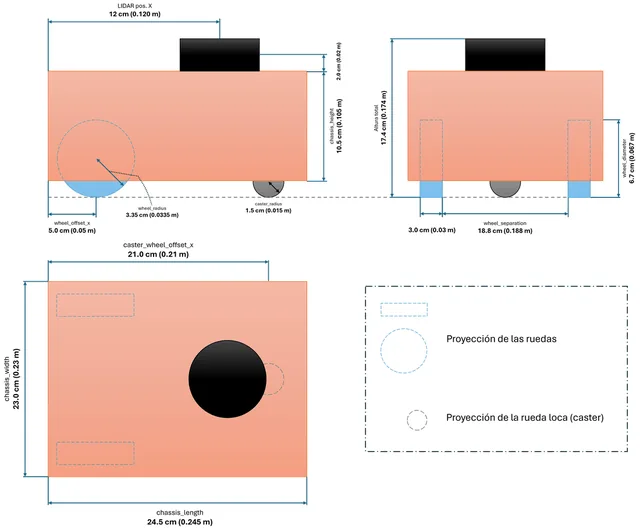 LIDAR pos. X
12 cm (0.120 m)
2.0 cm (0.02 m)
chassis_height
10.5 cm (0.105 m)
wheel_radius
3.35 cm (0.0335 m)
caster_radius
1.5 cm (0.015 m)
wheel_offset_x
5.0 cm (0.05 m)
Altura total
17.4 cm (0.174 m)
wheel_diameter
6.7 cm (0.067 m)
3.0 cm (0.03 m)
wheel_separation
18.8 cm (0.188 m)
caster_wheel_offset_x
21.0 cm (0.21 m)
chassis_width
23.0 cm (0.23 m)
chassis_length
24.5 cm (0.245 m)
Proyección de las ruedas
Proyección de la rueda loca (caster)